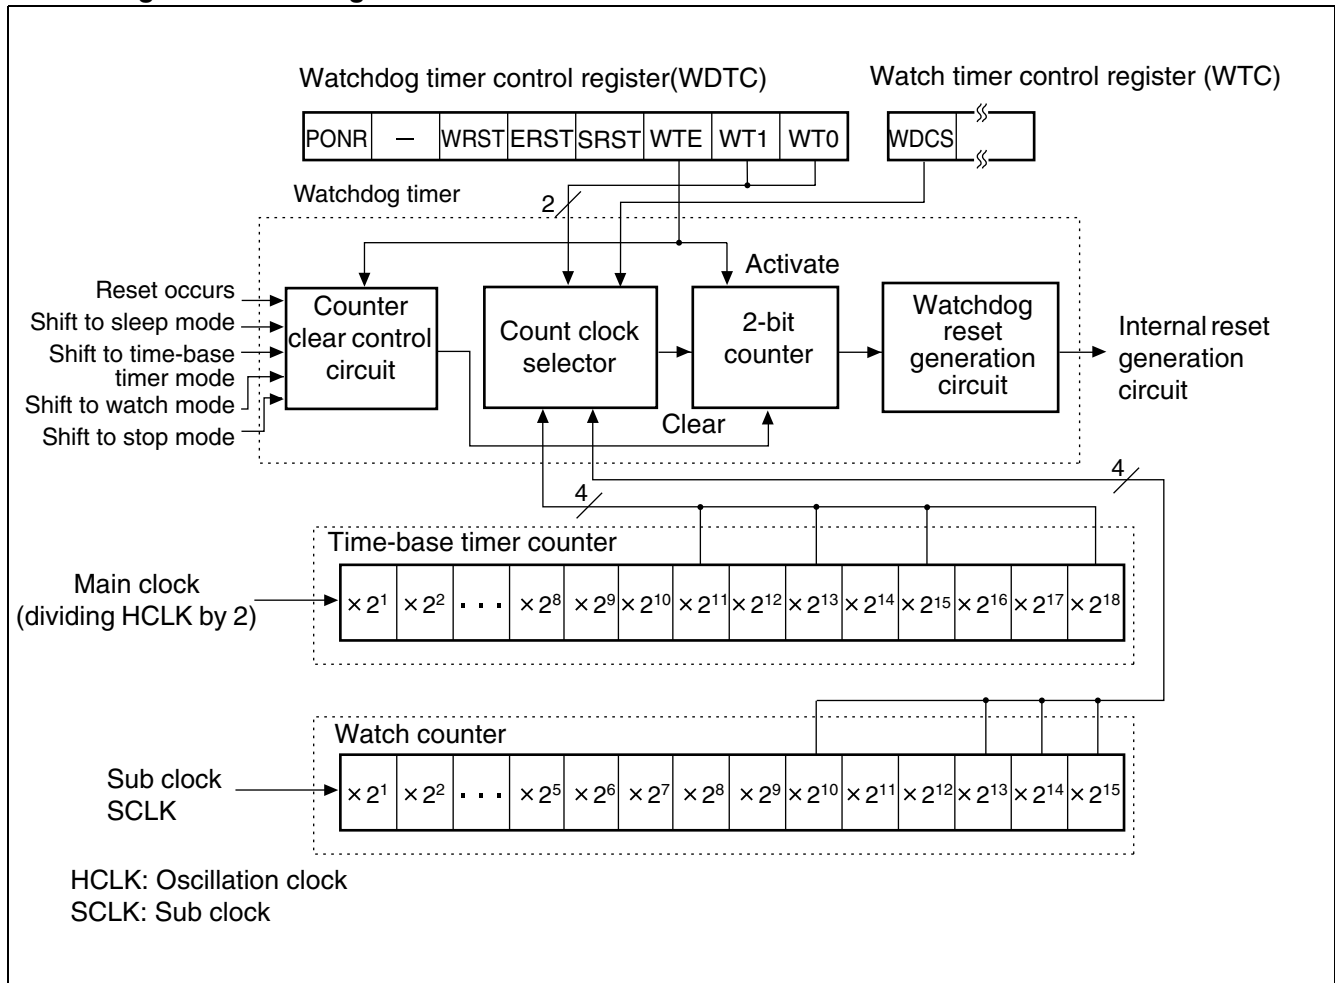 Watchdog timer control register(WDTC)
Watch timer control register (WTC)
PONR — WRST ERST SRST WTE WT1 WT0
WDCS
Watchdog timer
2
Activate
Reset occurs
Shift to sleep mode
Shift to time-base
timer mode
Shift to watch mode
Shift to stop mode
Counter
clear control
circuit
Count clock
selector
2-bit
counter
Watchdog
reset
generation
circuit
Internal reset
generation
circuit
Clear
4
4
Time-base timer counter
Main clock
(dividing HCLK by 2)
×2¹ ×2² · · · ×2⁸ ×2⁹ ×2¹⁰ ×2¹¹ ×2¹² ×2¹³ ×2¹⁴ ×2¹⁵ ×2¹⁶ ×2¹⁷ ×2¹⁸
Watch counter
Sub clock
SCLK
×2¹ ×2² · · · ×2⁵ ×2⁶ ×2⁷ ×2⁸ ×2⁹ ×2¹⁰ ×2¹¹ ×2¹² ×2¹³ ×2¹⁴ ×2¹⁵
HCLK: Oscillation clock
SCLK: Sub clock